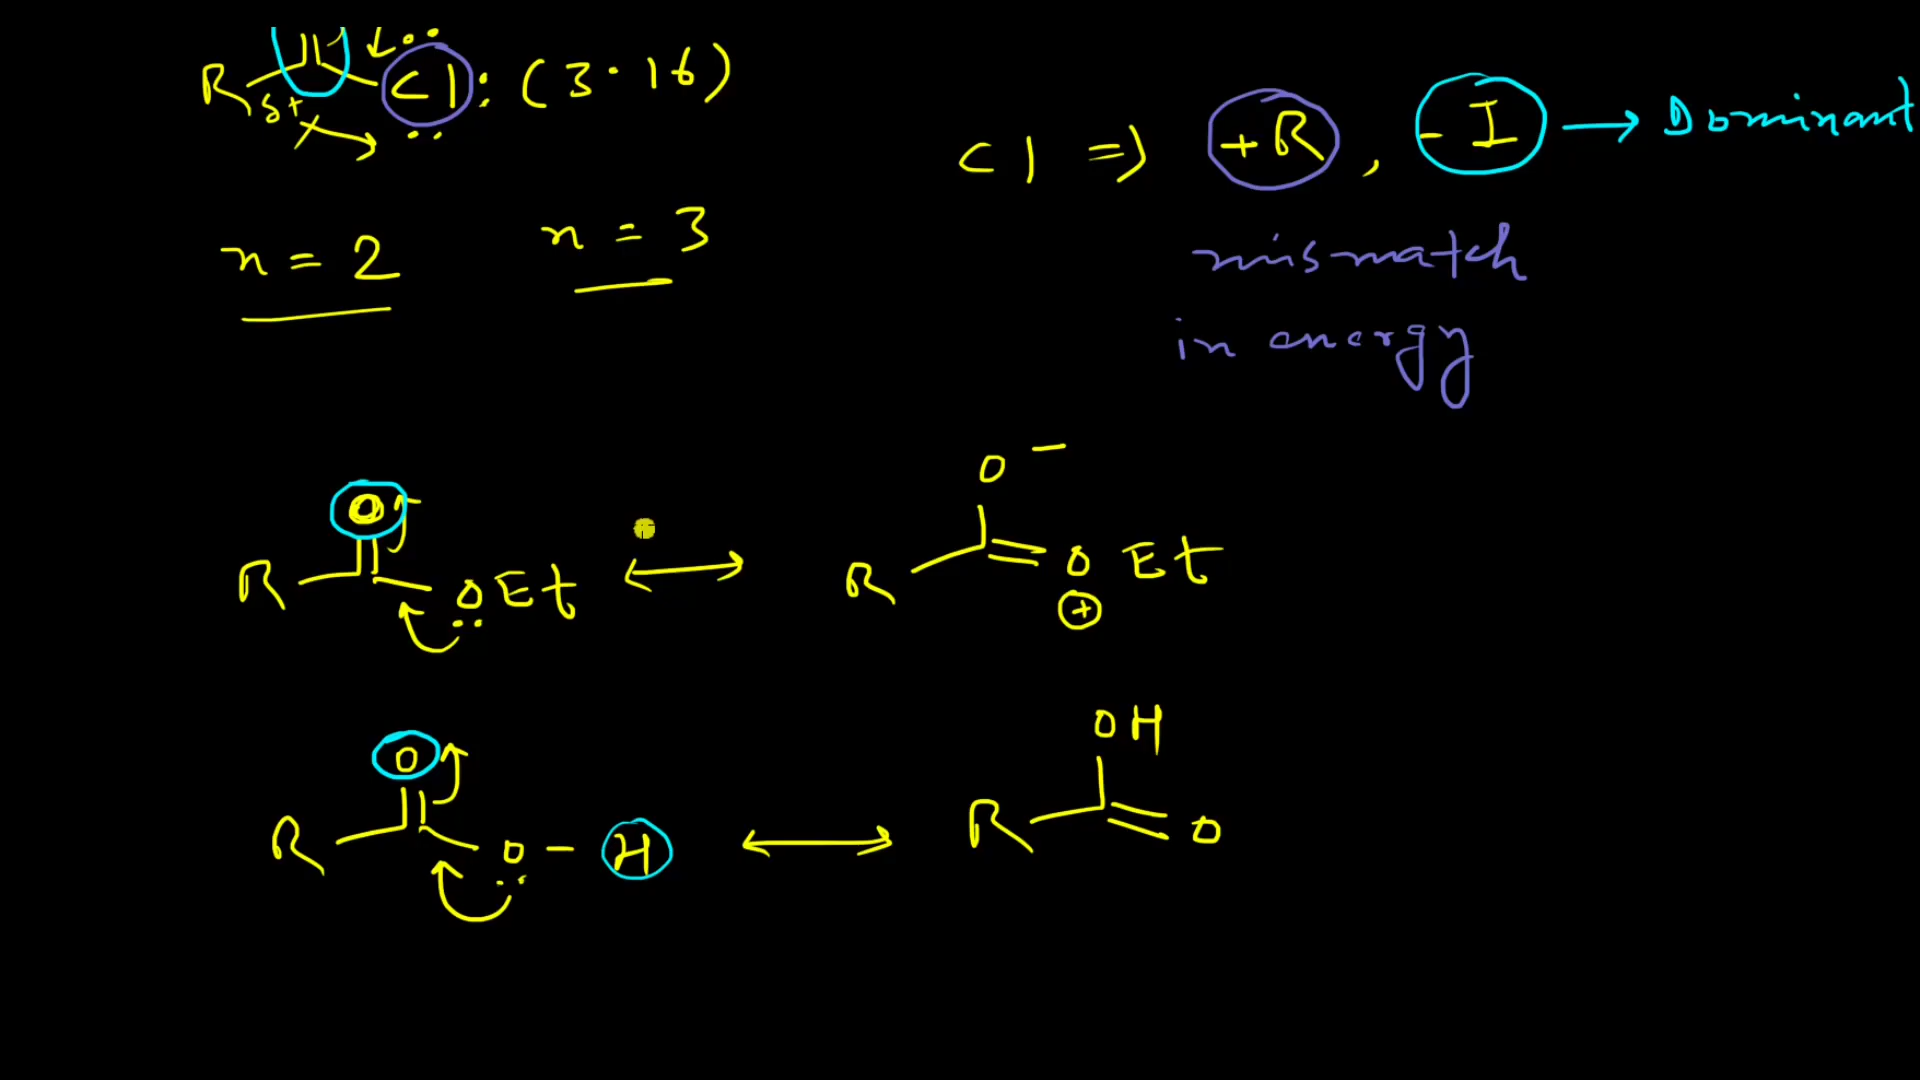 R δ+ Cl: (3.16)
Cl ⇒ +R , -I → Dominant
n = 2 n = 3
mismatch
in energy
O O −
R OEt ↔ R O Et
+
O OH
R O − H ↔ R O